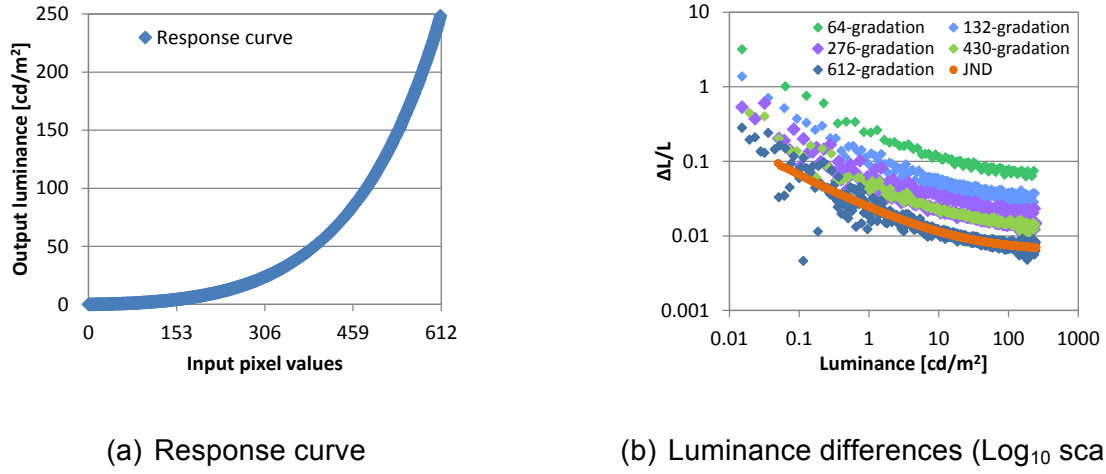 250
200
150
100
50
0
Output luminance [cd/m²]
Response curve
0 153 306 459 612
Input pixel values
10
1
0.1
0.01
0.001
ΔL/L
64-gradation 132-gradation
276-gradation 430-gradation
612-gradation JND
0.01 0.1 1 10 100 1000
Luminance [cd/m²]
(a) Response curve
(b) Luminance differences (Log₁₀ sca